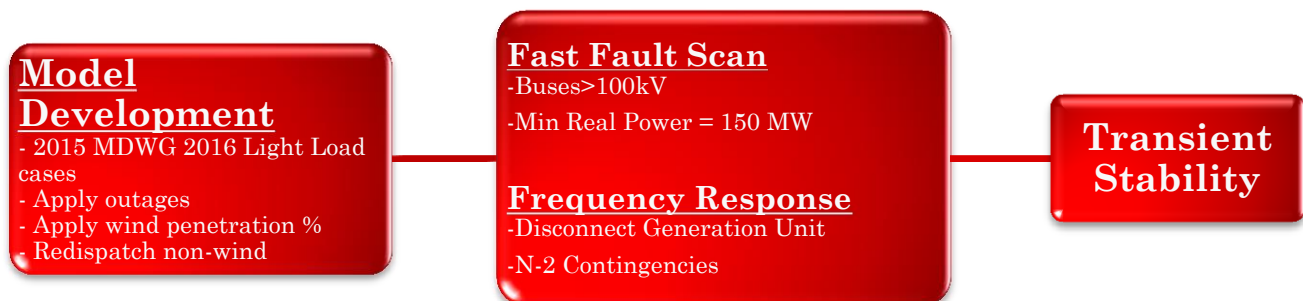 Model
Development
- 2015 MDWG 2016 Light Load
cases
- Apply outages
- Apply wind penetration %
- Redispatch non-wind
Fast Fault Scan
-Buses>100kV
-Min Real Power = 150 MW
Frequency Response
-Disconnect Generation Unit
-N-2 Contingencies
Transient
Stability